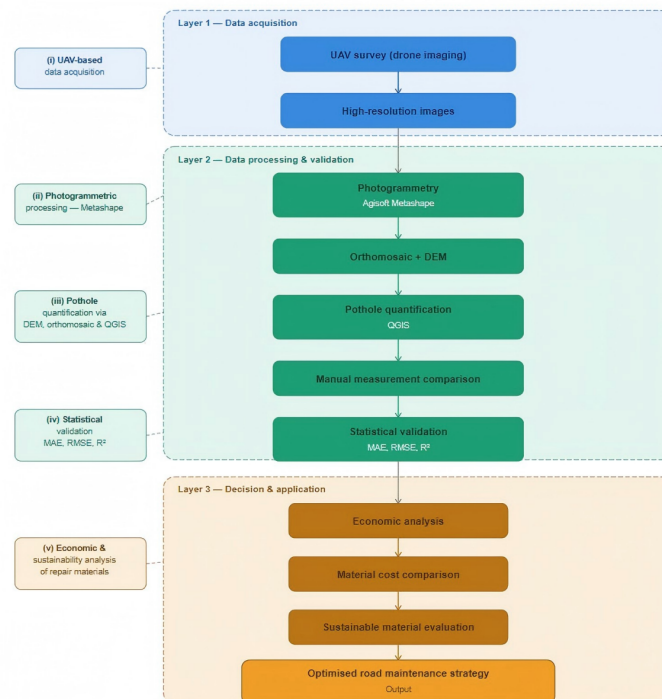 Layer 1 — Data acquisition
UAV survey (drone imaging)
(i) UAV-based
data acquisition
High-resolution images
Layer 2 — Data processing & validation
Photogrammetry
Agisoft Metashape
(ii) Photogrammetric
processing — Metashape
Orthomosaic + DEM
(iii) Pothole
quantification via
DEM, orthomosaic & QGIS
Pothole quantification
QGIS
Manual measurement comparison
(iv) Statistical
validation
MAE, RMSE, R²
Statistical validation
MAE, RMSE, R²
Layer 3 — Decision & application
Economic analysis
(v) Economic &
sustainability analysis
of repair materials
Material cost comparison
Sustainable material evaluation
Optimised road maintenance strategy
Output